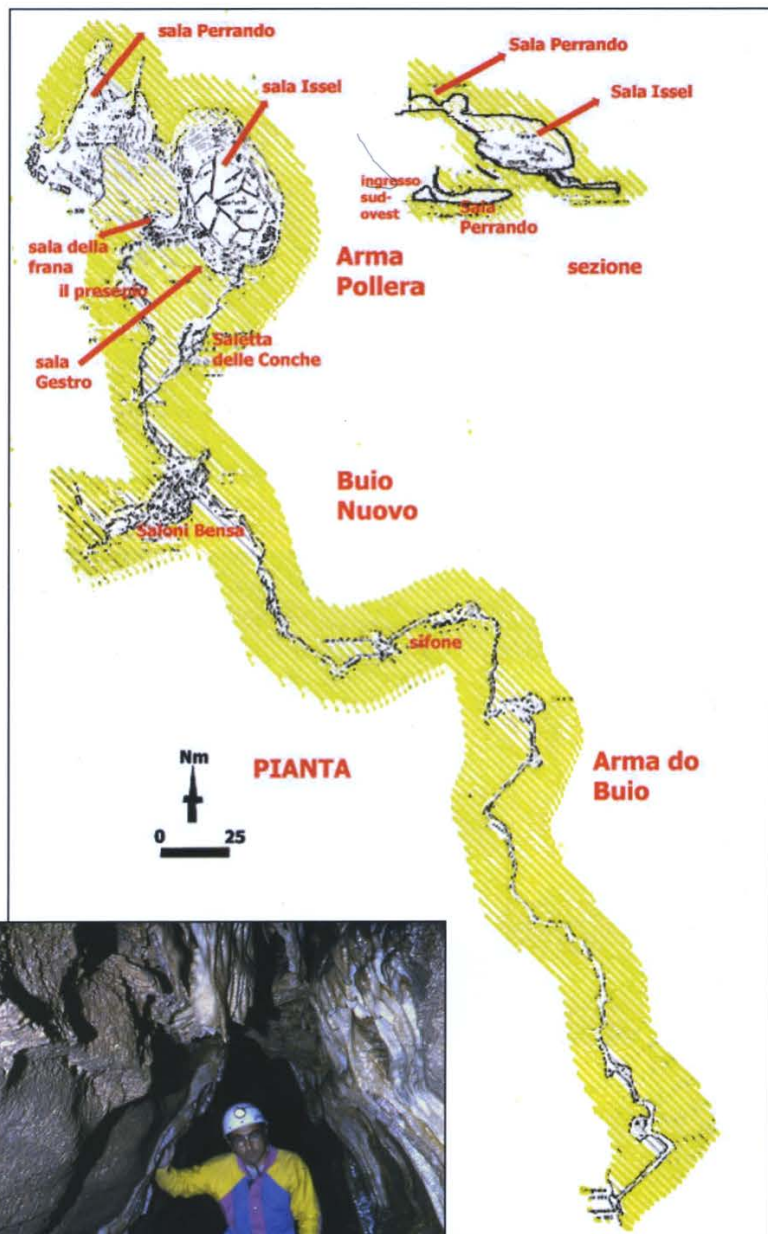 sala Perrando
sala Issel
Sala Perrando
Sala Issel
ingresso
sud-
ovest
Sala
Perrando
sezione
Arma
Pollera
sala della
frana
il presepio
sala
Gestro
Saletta
delle Conche
Buio
Nuovo
Saloni Bensa
sifone
Nm
0 25
PIANTA
Arma do
Buio